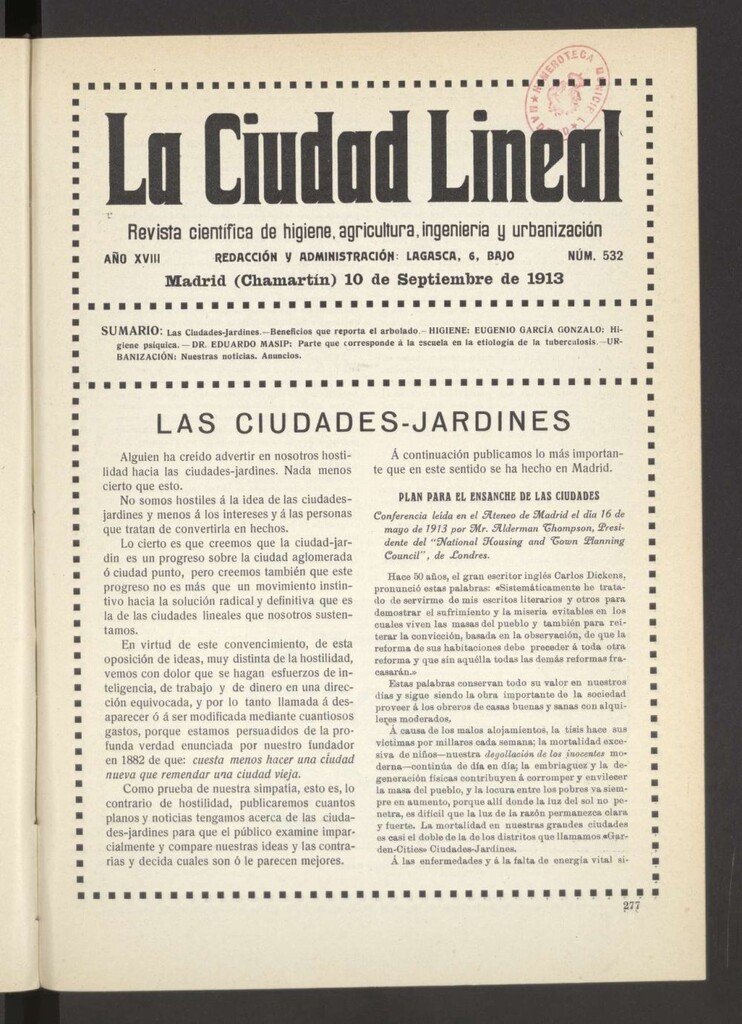 HEMEROTECA MUNICIPAL
MADRID
La Ciudad Lineal
Revista científica de higiene, agricultura, ingeniería y urbanización
AÑO XVIII REDACCIÓN Y ADMINISTRACIÓN: LAGASCA, 6, BAJO NÚM. 532
Madrid (Chamartín) 10 de Septiembre de 1913
SUMARIO: Las Ciudades-Jardines.—Beneficios que reporta el arbolado.—HIGIENE: EUGENIO GARCÍA GONZALO: Hi-
giene psíquica.—DR. EDUARDO MASIP: Parte que corresponde á la escuela en la etiología de la tuberculosis.—UR-
BANIZACIÓN: Nuestras noticias. Anuncios.
LAS CIUDADES-JARDINES
Alguien ha creído advertir en nosotros hosti-
lidad hacia las ciudades-jardines. Nada menos
cierto que esto.
No somos hostiles á la idea de las ciudades-
jardines y menos á los intereses y á las personas
que tratan de convertirla en hechos.
Lo cierto es que creemos que la ciudad-jar-
dín es un progreso sobre la ciudad aglomerada
ó ciudad punto, pero creemos también que este
progreso no es más que un movimiento instin-
tivo hacia la solución radical y definitiva que es
la de las ciudades lineales que nosotros susten-
tamos.
En virtud de este convencimiento, de esta
oposición de ideas, muy distinta de la hostilidad,
vemos con dolor que se hagan esfuerzos de in-
teligencia, de trabajo y de dinero en una direc-
ción equivocada, y por lo tanto llamada á des-
aparecer ó á ser modificada mediante cuantiosos
gastos, porque estamos persuadidos de la pro-
funda verdad enunciada por nuestro fundador
en 1882 de que: cuesta menos hacer una ciudad
nueva que remendar una ciudad vieja.
Como prueba de nuestra simpatía, esto es, lo
contrario de hostilidad, publicaremos cuantos
planos y noticias tengamos acerca de las ciuda-
des-jardines para que el público examine impar-
cialmente y compare nuestras ideas y las contra-
rias y decida cuales son ó le parecen mejores.
Á continuación publicamos lo más importan-
te que en este sentido se ha hecho en Madrid.
PLAN PARA EL ENSANCHE DE LAS CIUDADES
Conferencia leída en el Ateneo de Madrid el día 16 de
mayo de 1913 por Mr. Alderman Thompson, Presi-
dente del "National Housing and Town Planning
Council", de Londres.
Hace 50 años, el gran escritor inglés Carlos Dickens,
pronunció estas palabras: «Sistemáticamente he trata-
do de servirme de mis escritos literarios y otros para
demostrar el sufrimiento y la miseria evitables en los
cuales viven las masas del pueblo y también para rei-
terar la convicción, basada en la observación, de que la
reforma de sus habitaciones debe preceder á toda otra
reforma y que sin aquélla todas las demás reformas fra-
casarán.»
Estas palabras conservan todo su valor en nuestros
días y sigue siendo la obra importante de la sociedad
proveer á los obreros de casas buenas y sanas con alqui-
leres moderados.
Á causa de los malos alojamientos, la tisis hace sus
víctimas por millares cada semana; la mortalidad exce-
siva de niños—nuestra degollación de los inocentes mo-
derna—continúa de día en día; la embriaguez y la de-
generación físicas contribuyen á corromper y envilecer
la masa del pueblo, y la locura entre los pobres va siem-
pre en aumento, porque allí donde la luz del sol no pe-
netra, es difícil que la luz de la razón permanezca clara
y fuerte. La mortalidad en nuestras grandes ciudades
es casi el doble de la de los distritos que llamamos «Gar-
den-Cities» Ciudades-Jardines.
Á las enfermedades y á la falta de energía vital si-
277